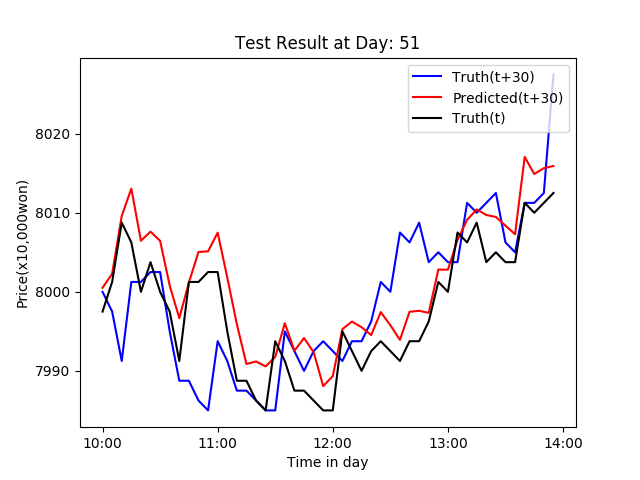 Test Result at Day: 51
Truth(t+30)
Predicted(t+30)
Truth(t)
8020
8010
8000
7990
Price(x10,000won)
10:00 11:00 12:00 13:00 14:00
Time in day